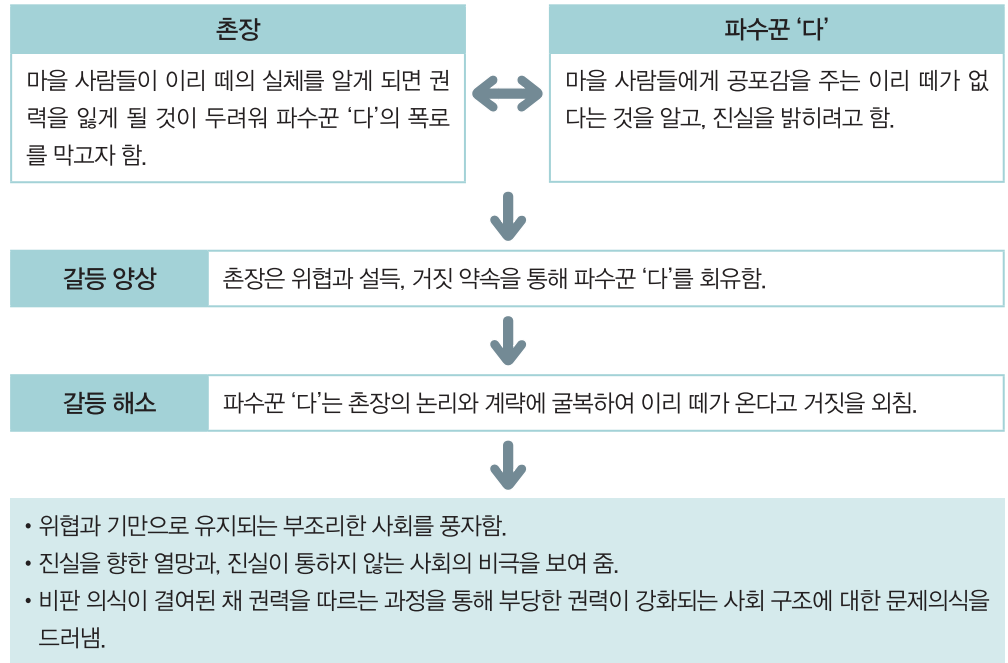 촌장
마을 사람들이 이리 떼의 실체를 알게 되면 권
력을 잃게 될 것이 두려워 파수꾼 ‘다’의 폭로
를 막고자 함.
파수꾼 ‘다’
마을 사람들에게 공포감을 주는 이리 떼가 없
다는 것을 알고, 진실을 밝히려고 함.
갈등 양상
촌장은 위협과 설득, 거짓 약속을 통해 파수꾼 ‘다’를 회유함.
갈등 해소
파수꾼 ‘다’는 촌장의 논리와 계략에 굴복하여 이리 떼가 온다고 거짓을 외침.
• 위협과 기만으로 유지되는 부조리한 사회를 풍자함.
• 진실을 향한 열망과, 진실이 통하지 않는 사회의 비극을 보여 줌.
• 비판 의식이 결여된 채 권력을 따르는 과정을 통해 부당한 권력이 강화되는 사회 구조에 대한 문제의식을
드러냄.